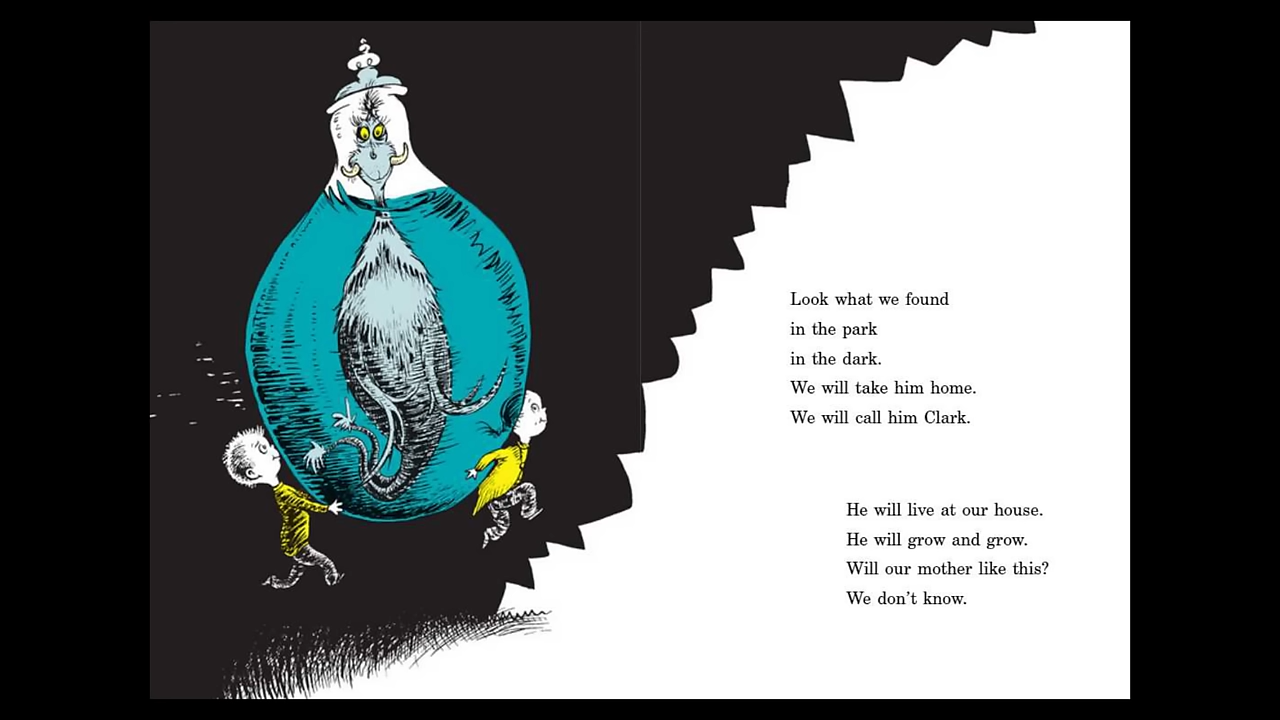 Look what we found
in the park
in the dark.
We will take him home.
We will call him Clark.
He will live at our house.
He will grow and grow.
Will our mother like this?
We don't know.